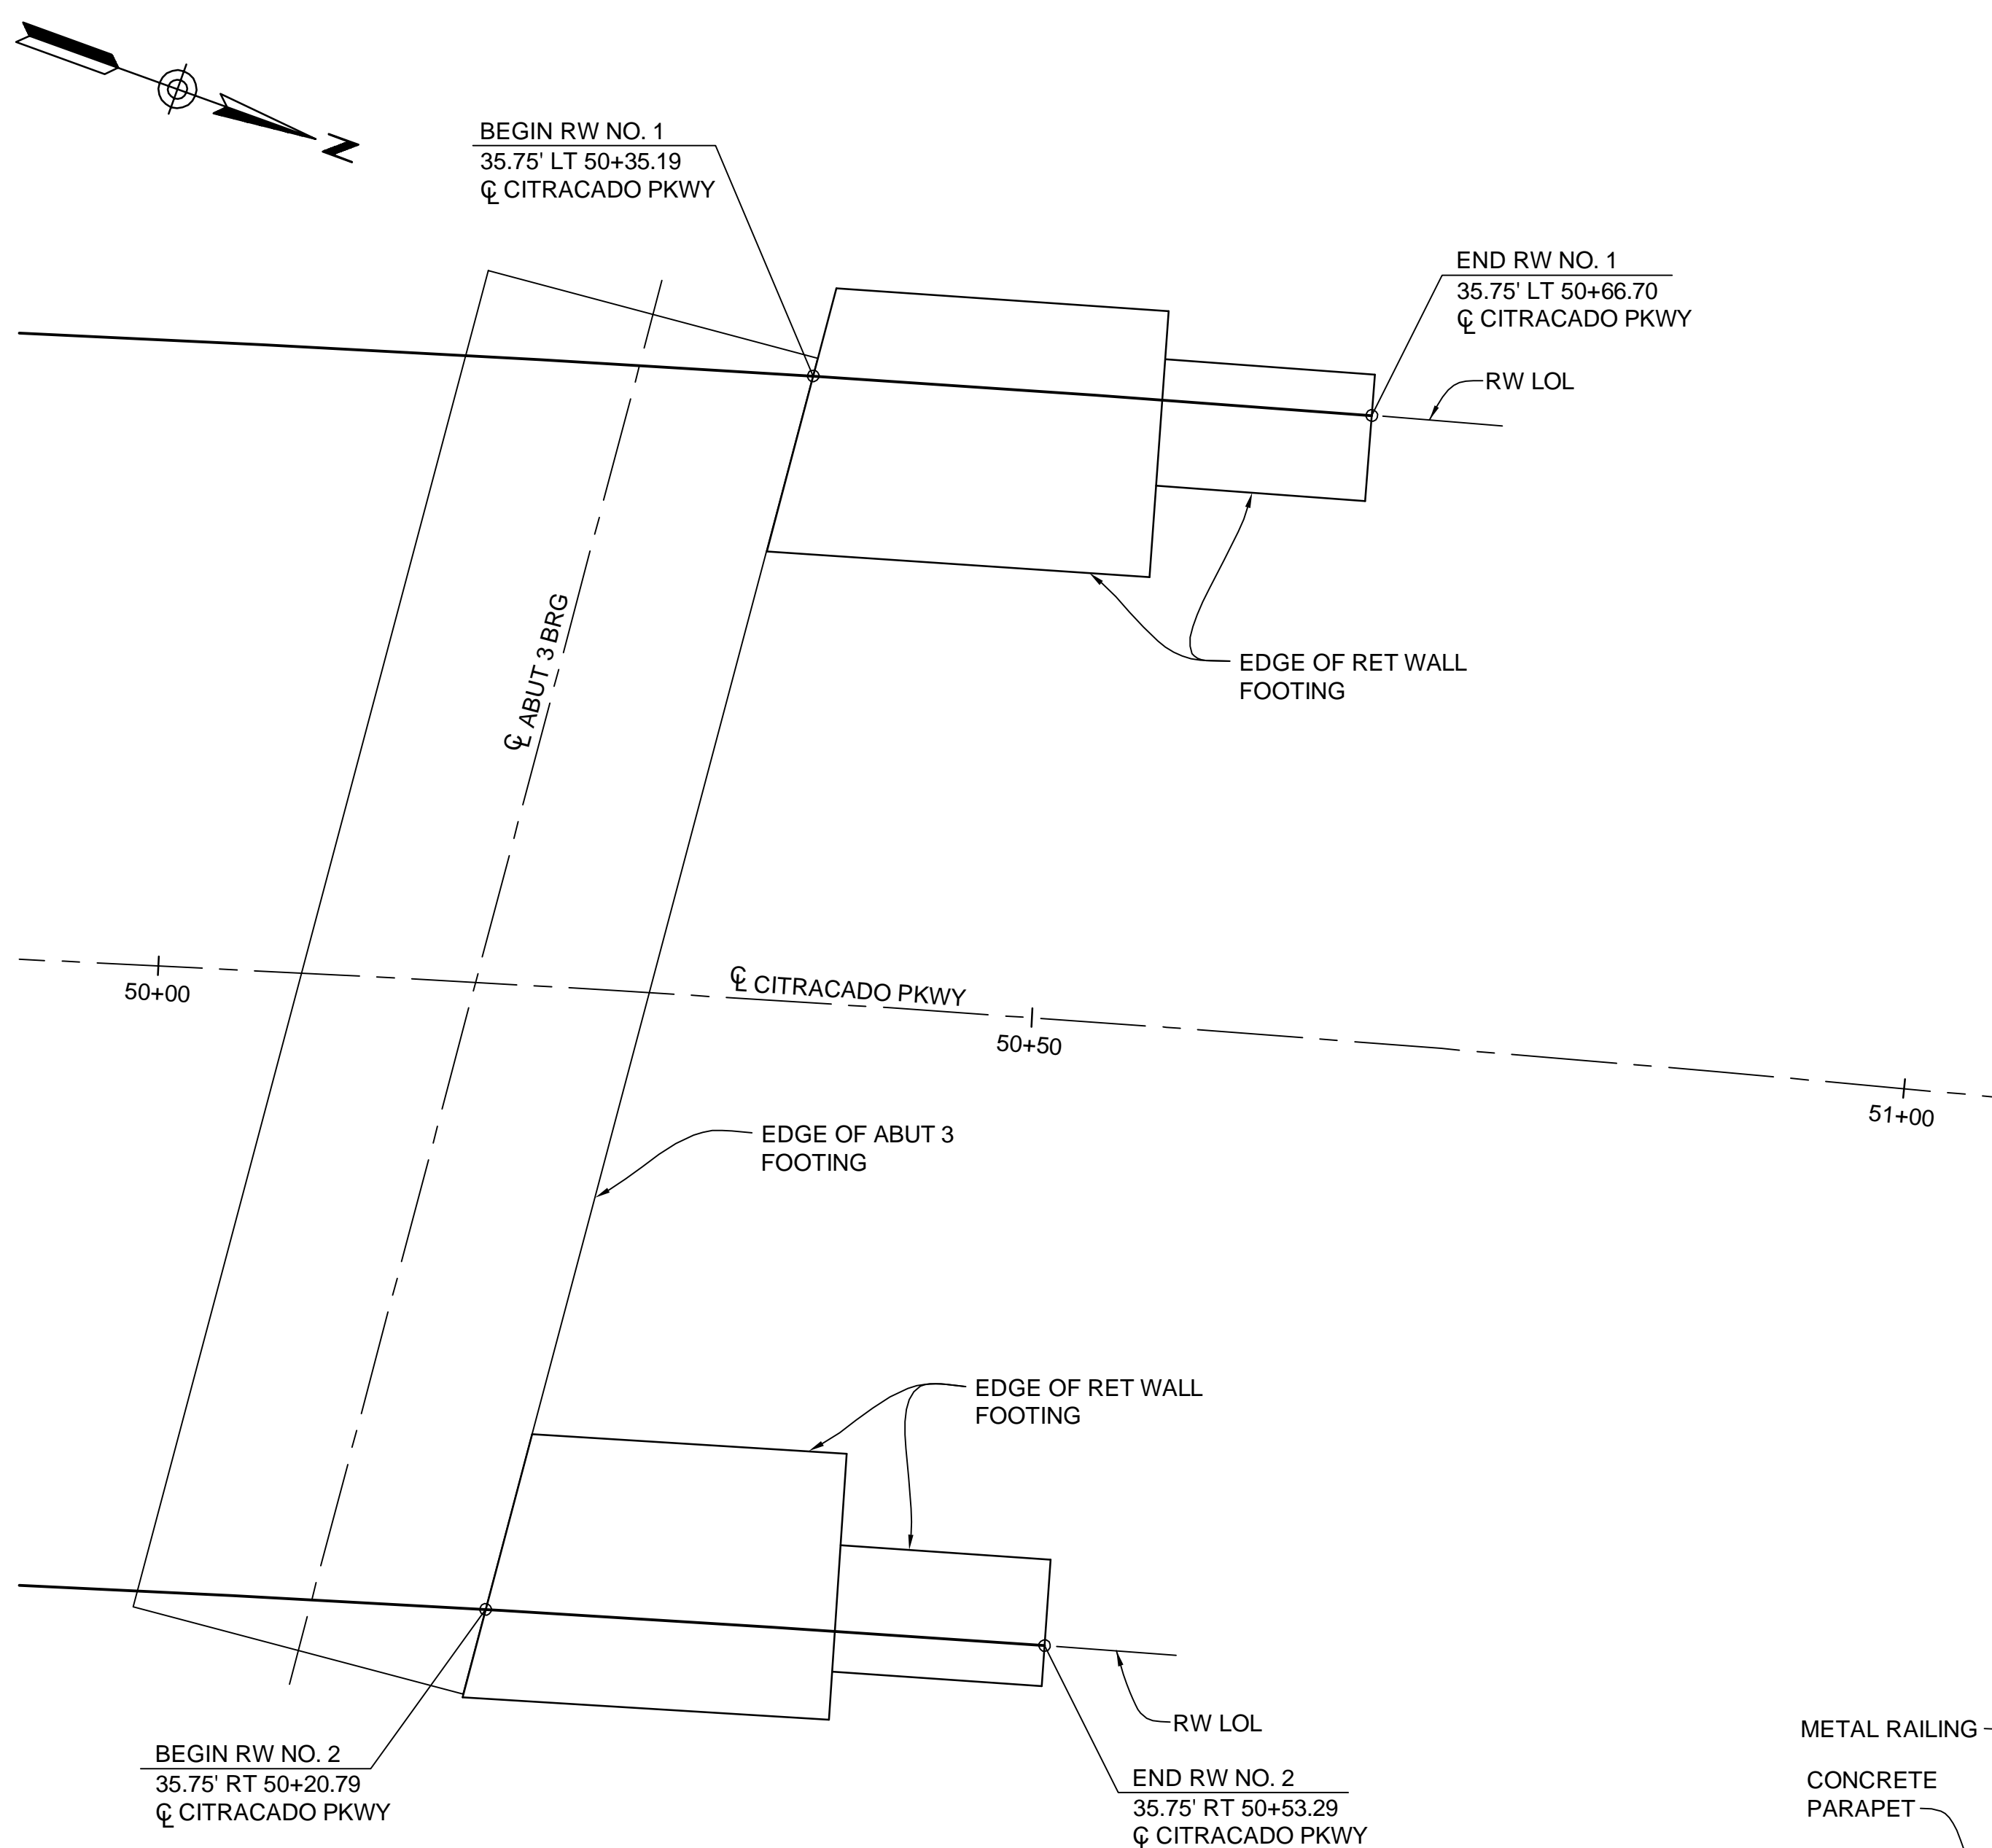 N
BEGIN RW NO. 1
35.75' LT 50+35.19
℄ CITRACADO PKWY
END RW NO. 1
35.75' LT 50+66.70
℄ CITRACADO PKWY
RW LOL
℄ ABUT 3 BRG
EDGE OF RET WALL
FOOTING
50+00
℄ CITRACADO PKWY
50+50
51+00
EDGE OF ABUT 3
FOOTING
EDGE OF RET WALL
FOOTING
RW LOL
BEGIN RW NO. 2
35.75' RT 50+20.79
℄ CITRACADO PKWY
END RW NO. 2
35.75' RT 50+53.29
℄ CITRACADO PKWY
METAL RAILING
CONCRETE
PARAPET